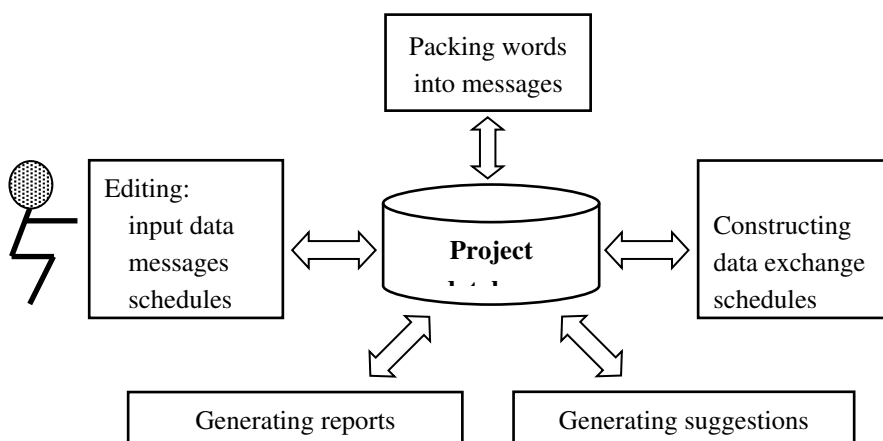 Packing words
into messages
Editing:
input data
messages
schedules
Project
Constructing
data exchange
schedules
Generating reports
Generating suggestions